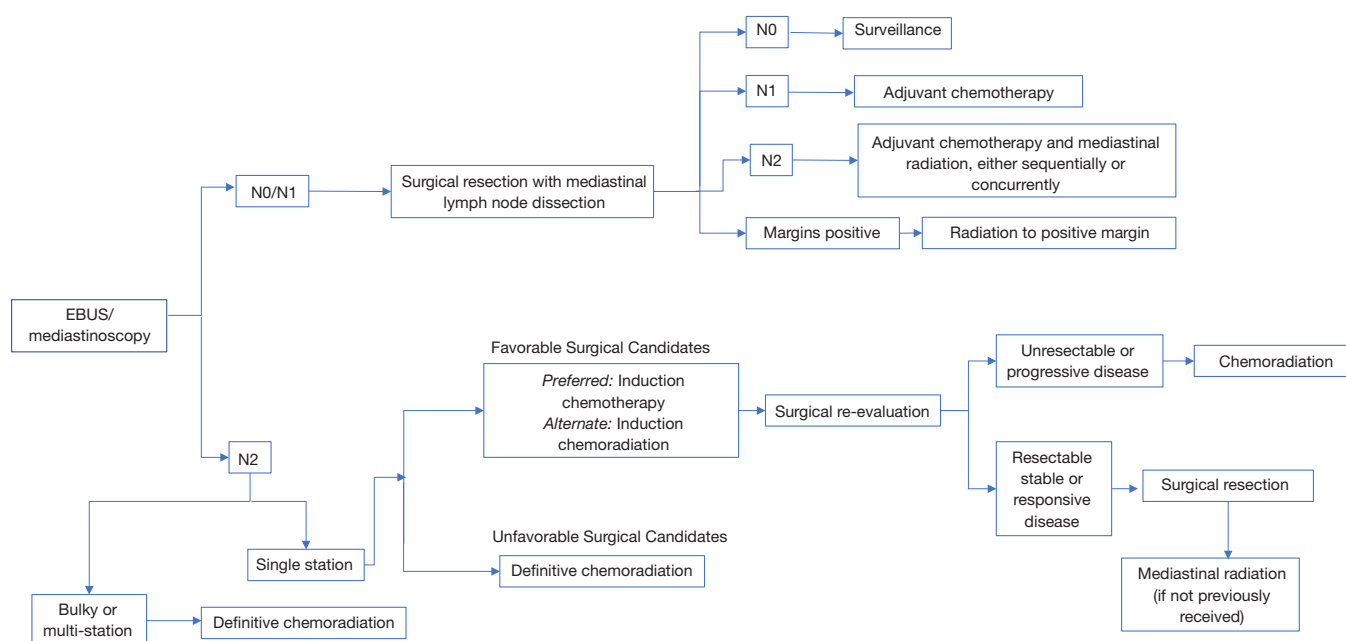 N0
Surveillance
N1
Adjuvant chemotherapy
N2
Adjuvant chemotherapy and mediastinal
radiation, either sequentially or
concurrently
Margins positive
Radiation to positive margin
N0/N1
Surgical resection with mediastinal
lymph node dissection
EBUS/
mediastinoscopy
Favorable Surgical Candidates
Preferred: Induction
chemotherapy
Alternate: Induction
chemoradiation
Surgical re-evaluation
Unresectable or
progressive disease
Chemoradiation
Resectable
stable or
responsive
disease
Surgical resection
Mediastinal radiation
(if not previously
received)
N2
Single station
Unfavorable Surgical Candidates
Definitive chemoradiation
Bulky or
multi-station
Definitive chemoradiation